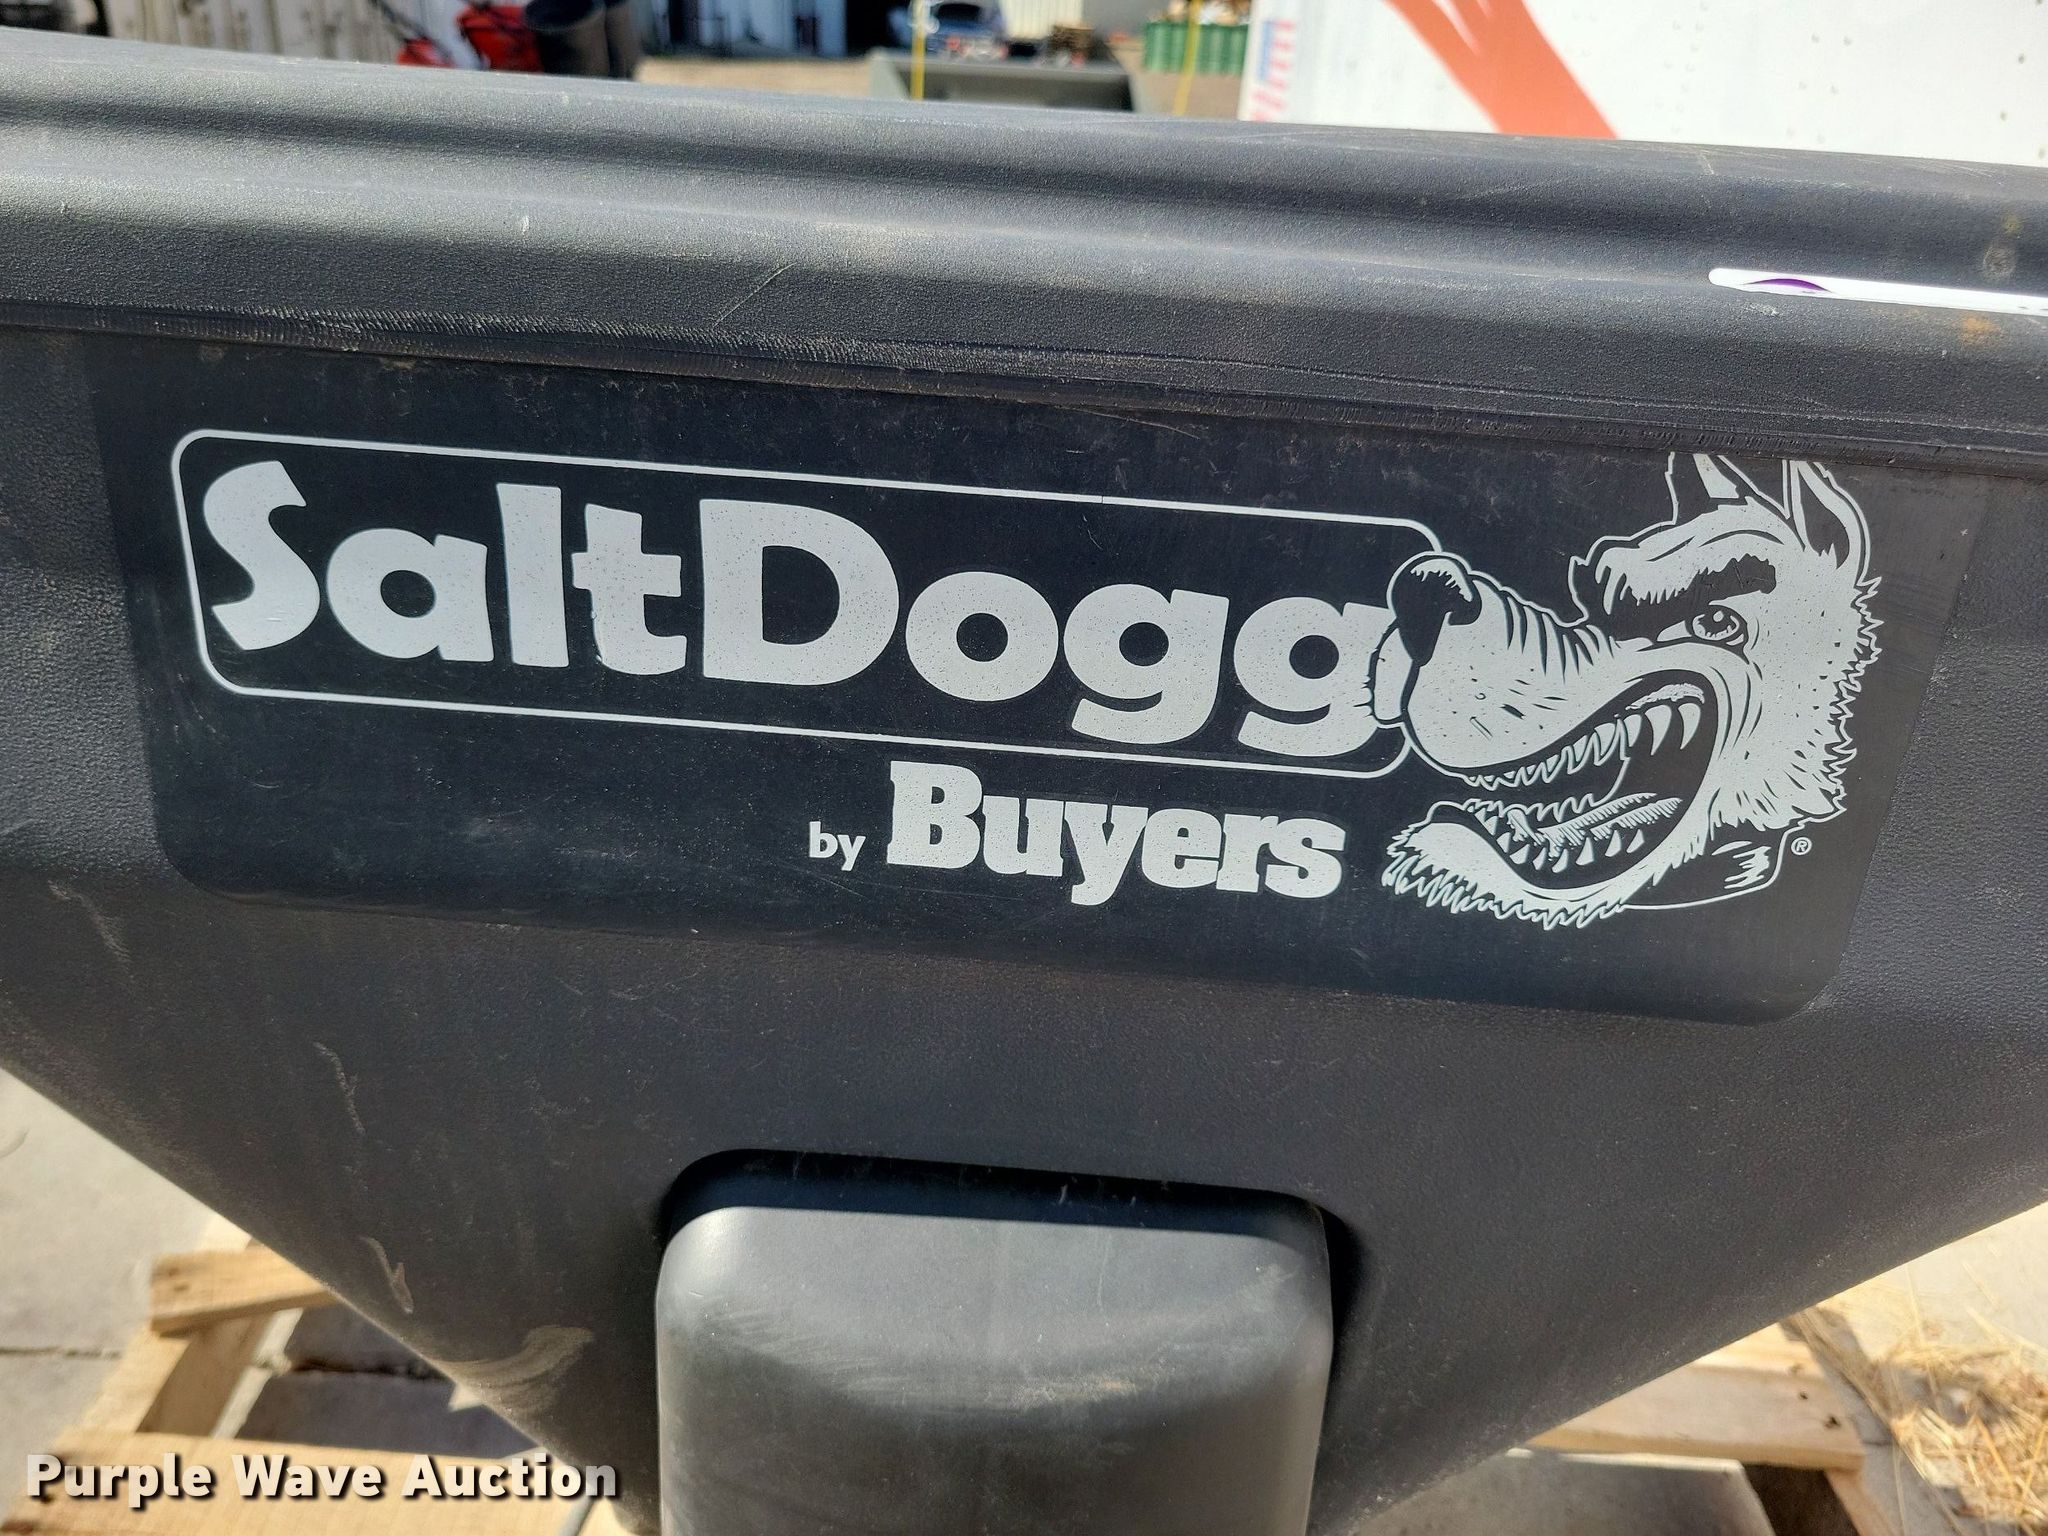 SaltDogg
by Buyers
®
Purple Wave Auction